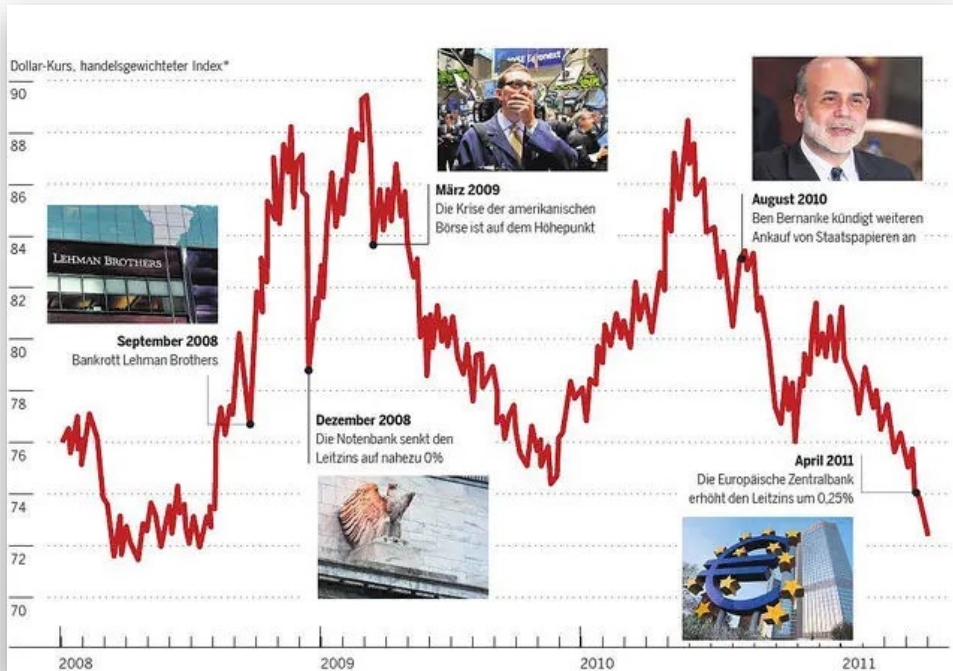 Dollar-Kurs, handelsgewichteter Index*
90
88
86
84
82
80
78
76
74
72
70
LEHMAN BROTHERS
September 2008
Bankrott Lehman Brothers
Dezember 2008
Die Notenbank senkt den
Leitzins auf nahezu 0%
NYSE Euronext
März 2009
Die Krise der amerikanischen
Börse ist auf dem Höhepunkt
August 2010
Ben Bernanke kündigt weiteren
Ankauf von Staatspapieren an
April 2011
Die Europäische Zentralbank
erhöht den Leitzins um 0,25%
2008
2009
2010
2011